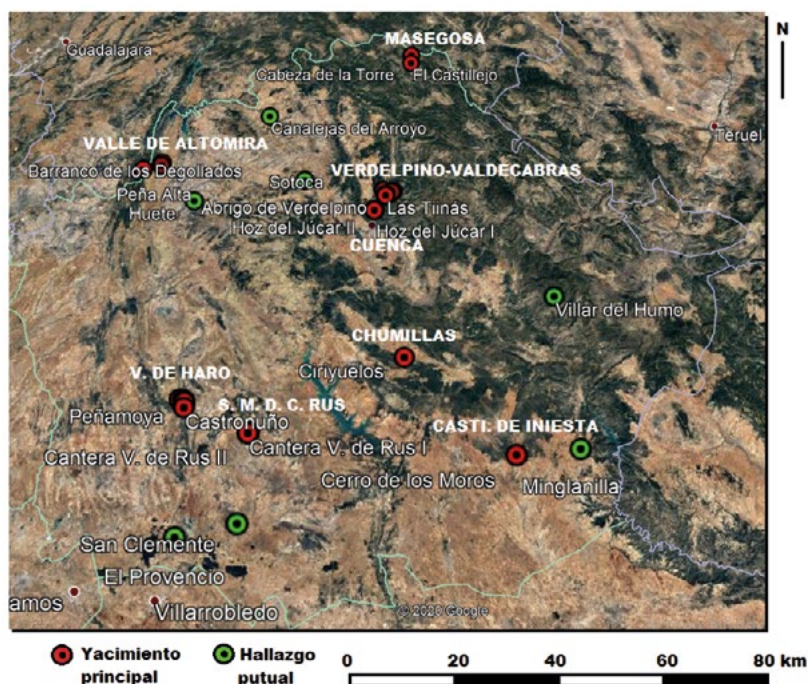 MASEGOSA
N
Guadalajara
Cabeza de la Torre
El Castillejo
Canalejas del Arroyo
Teruel
VALLE DE ALTOMIRA
Barranco de los Degollados
VERDELPINO-VALDECABRAS
Sotoca
Peña Alta
Abrigo de Verdelpino
Las Tiinas
Huete
Hoz del Júcar II
Hoz del Júcar I
CUENCA
Villar del Humo
CHUMILLAS
Ciriyuelos
V. DE HARO
S. M. D. C. RUS
Peñamoya
Castronuño
CASTI. DE INIESTA
Cantera V. de Rus I
Cantera V. de Rus II
Cerro de los Moros
Minglanilla
San Clemente
El Provencio
amos
Villarrobledo
© 2020 Google
Yacimiento
principal
Hallazgo
putual
0 20 40 60 80 km